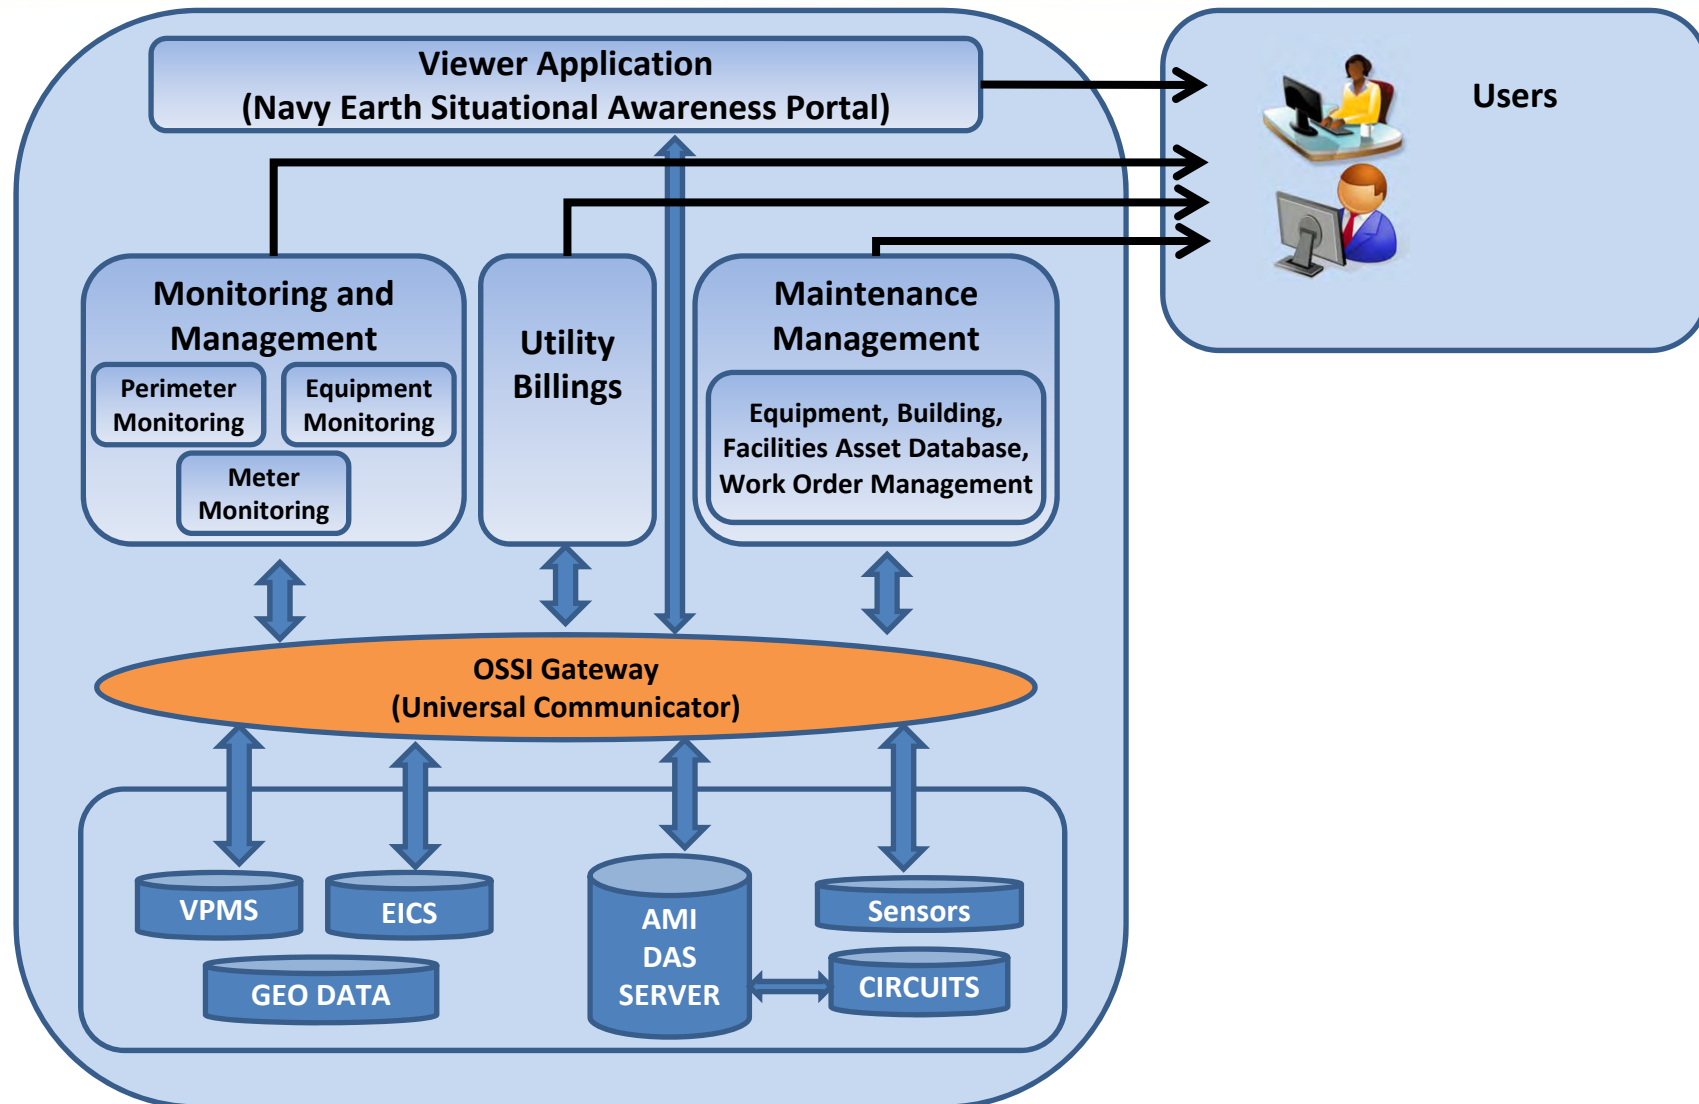 Viewer Application
(Navy Earth Situational Awareness Portal)
Users
Monitoring and
Management
Perimeter
Monitoring
Equipment
Monitoring
Meter
Monitoring
Utility
Billings
Maintenance
Management
Equipment, Building,
Facilities Asset Database,
Work Order Management
OSSI Gateway
(Universal Communicator)
VPMS
EICS
GEO DATA
AMI
DAS
SERVER
Sensors
CIRCUITS